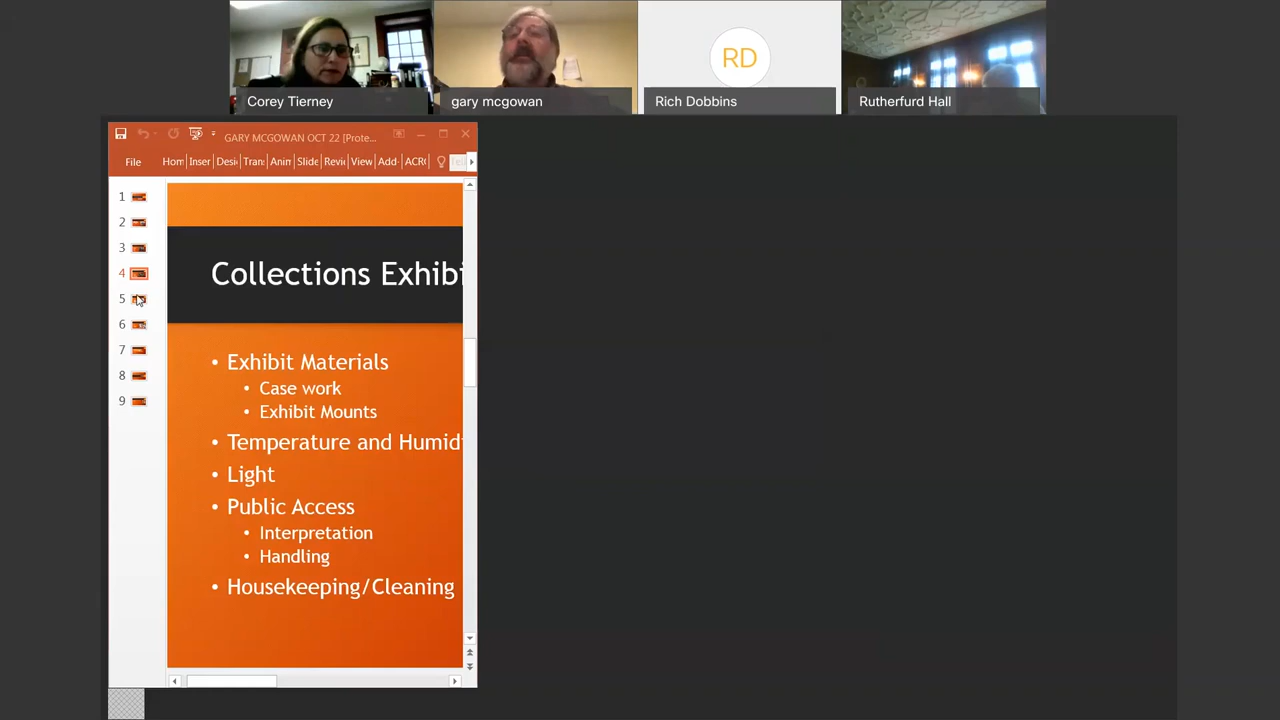 RD
Corey Tierney
gary mcgowan
Rich Dobbins
Rutherfurd Hall
GARY MCGOWAN OCT 22 [Prote...
File Hom Inser Desi Tran: Anin Slide Revi View Add- ACR
1
2
3
4
5
6
7
8
9
Collections Exhibi
• Exhibit Materials
• Case work
• Exhibit Mounts
• Temperature and Humid
• Light
• Public Access
• Interpretation
• Handling
• Housekeeping/Cleaning